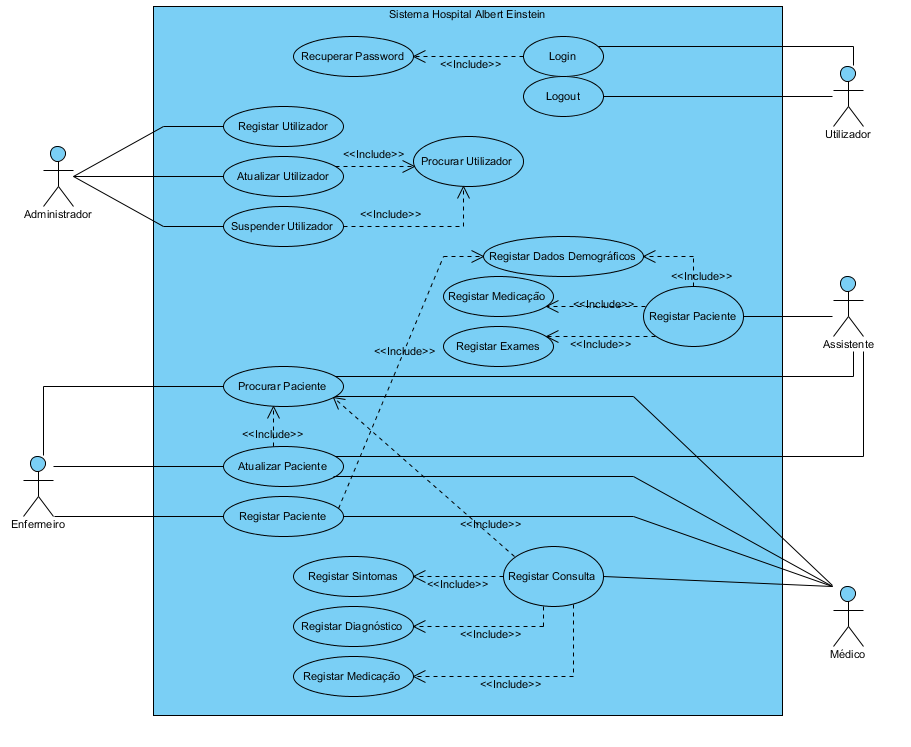 Sistema Hospital Albert Einstein
Recuperar Password
<<Include>>
Login
Logout
Utilizador
Registar Utilizador
<<Include>>
Procurar Utilizador
Atualizar Utilizador
Administrador
<<Include>>
Suspender Utilizador
Registar Dados Demográficos
<<Include>>
Registar Medicação
<<Include>>
Registar Paciente
Registar Exames
<<Include>>
Assistente
<<Include>>
Procurar Paciente
<<Include>>
Atualizar Paciente
Registar Paciente
Enfermeiro
<<Include>>
Registar Sintomas
<<Include>>
Registar Consulta
Registar Diagnóstico
<<Include>>
Médico
Registar Medicação
<<Include>>